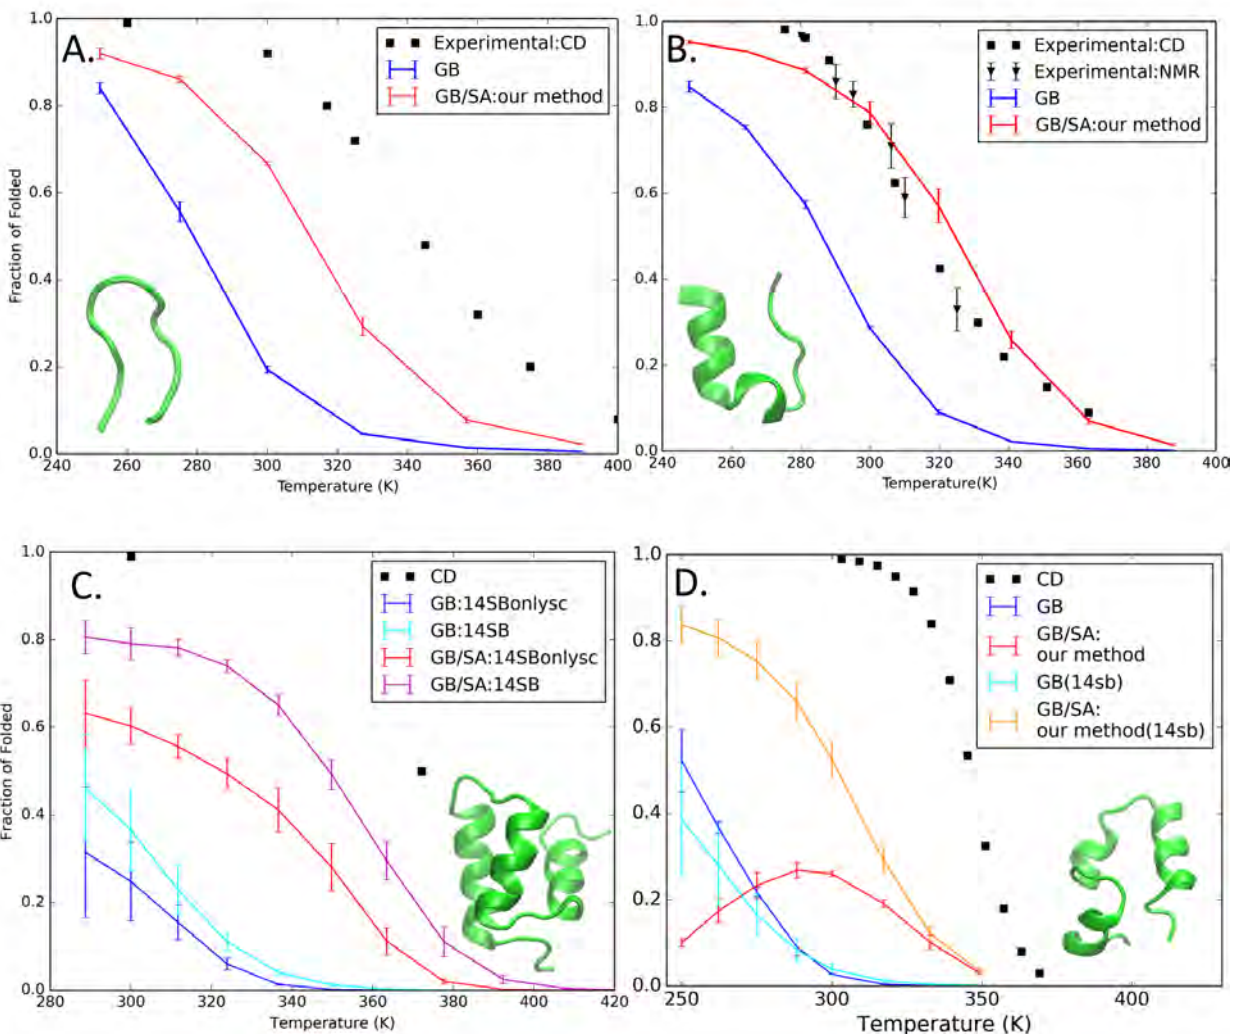 A.
Experimental:CD
GB
GB/SA:our method
Fraction of Folded
1.0
0.8
0.6
0.4
0.2
0.0
240 260 280 300 320 340 360 380 400
Temperature (K)
B.
Experimental:CD
Experimental:NMR
GB
GB/SA:our method
1.0
0.8
0.6
0.4
0.2
0.0
240 260 280 300 320 340 360 380 400
Temperature(K)
C.
CD
GB:14SBonlysc
GB:14SB
GB/SA:14SBonlysc
GB/SA:14SB
Fraction of Folded
1.0
0.8
0.6
0.4
0.2
0.0
280 300 320 340 360 380 400 420
Temperature (K)
D.
CD
GB
GB/SA:
our method
GB(14sb)
GB/SA:
our method(14sb)
1.0
0.8
0.6
0.4
0.2
0.0
250 300 350 400
Temperature (K)